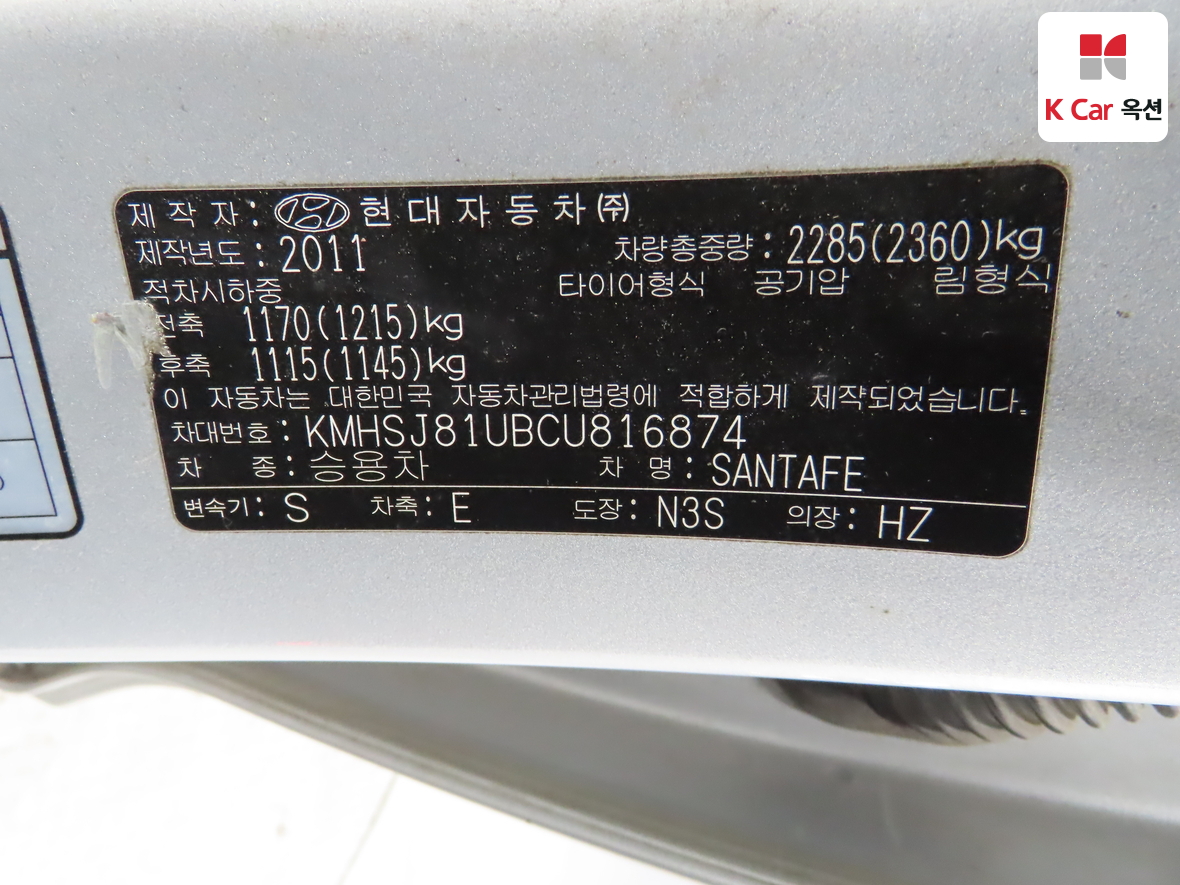 K Car 옥션
제 작 자 : 현 대 자 동 차 ㈜
제작년도 : 2011 차량총중량 : 2285(2360)kg
적차시하중 타이어형식 공기압 림형식
전축 1170(1215)kg
후축 1115(1145)kg
이 자동차는 대한민국 자동차관리법령에 적합하게 제작되었습니다.
차대번호 : KMHSJ81UBCU816874
차 종 : 승용차 차 명 : SANTAFE
변속기 : S 차축 : E 도장 : N3S 의장 : HZ